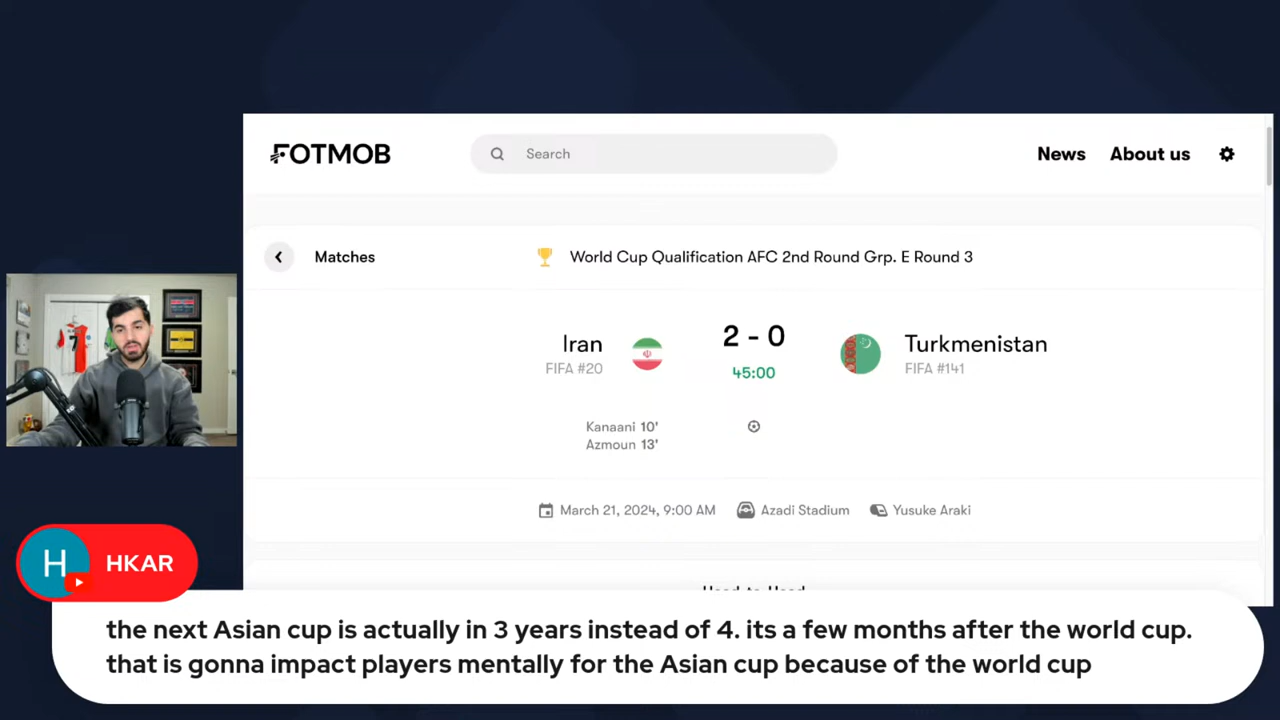 FOTMOB
Search
News
About us
Matches
World Cup Qualification AFC 2nd Round Grp. E Round 3
Iran
FIFA #20
2 - 0
45:00
Turkmenistan
FIFA #141
Kanaani 10'
Azmoun 13'
March 21, 2024, 9:00 AM
Azadi Stadium
Yusuke Araki
H
HKAR
the next Asian cup is actually in 3 years instead of 4. its a few months after the world cup.
that is gonna impact players mentally for the Asian cup because of the world cup